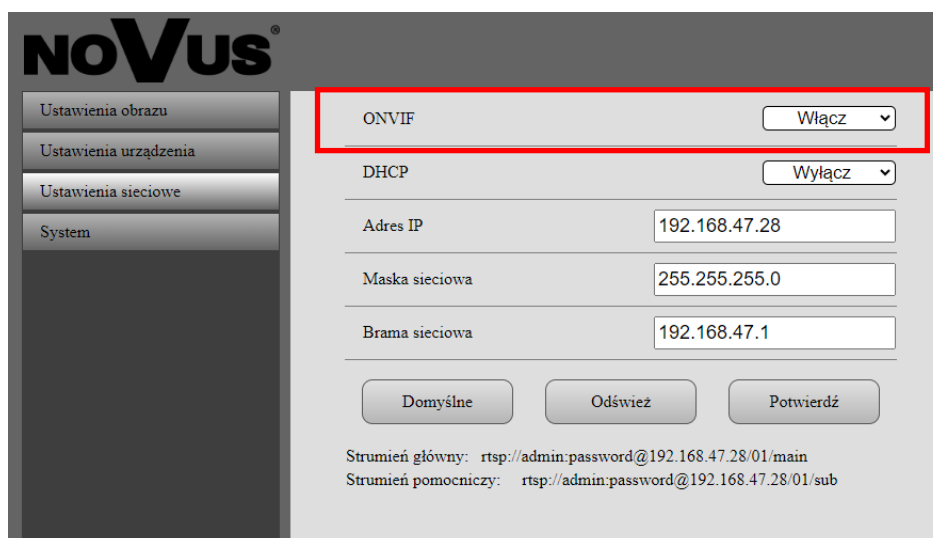 NOVUS®
Ustawienia obrazu
Ustawienia urządzenia
Ustawienia sieciowe
System
ONVIF Włącz
DHCP Wyłącz
Adres IP 192.168.47.28
Maska sieciowa 255.255.255.0
Brama sieciowa 192.168.47.1
Domyślne Odśwież Potwierdź
Strumień główny: rtsp://admin:password@192.168.47.28/01/main
Strumień pomocniczy: rtsp://admin:password@192.168.47.28/01/sub